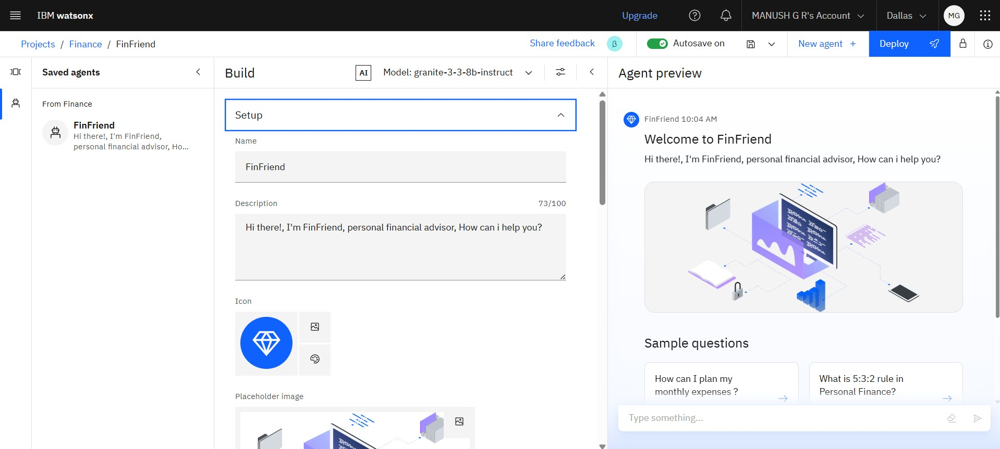 IBM watsonx
Upgrade
MANUSH G R's Account
Dallas
MG
Projects / Finance / FinFriend
Share feedback
β
Autosave on
New agent +
Deploy
Saved agents
From Finance
FinFriend
Hi there!, I'm FinFriend,
personal financial advisor, Ho...
Build
AI
Model: granite-3-3-8b-instruct
Setup
Name
FinFriend
Description
73/100
Hi there!, I'm FinFriend, personal financial advisor, How can i help you?
Icon
Placeholder image
Agent preview
FinFriend 10:04 AM
Welcome to FinFriend
Hi there!, I'm FinFriend, personal financial advisor, How can i help you?
Sample questions
How can I plan my
monthly expenses ?
What is 5:3:2 rule in
Personal Finance?
Type something...